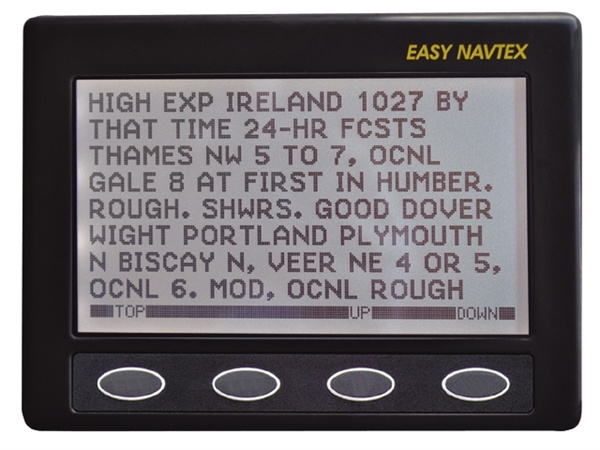 EASY NAVTEX
HIGH EXP IRELAND 1027 BY
THAT TIME 24-HR FCSTS
THAMES NW 5 TO 7, OCNL
GALE 8 AT FIRST IN HUMBER.
ROUGH. SHWRS. GOOD DOVER
WIGHT PORTLAND PLYMOUTH
N BISCAY N, VEER NE 4 OR 5,
OCNL 6. MOD, OCNL ROUGH
TOP UP DOWN